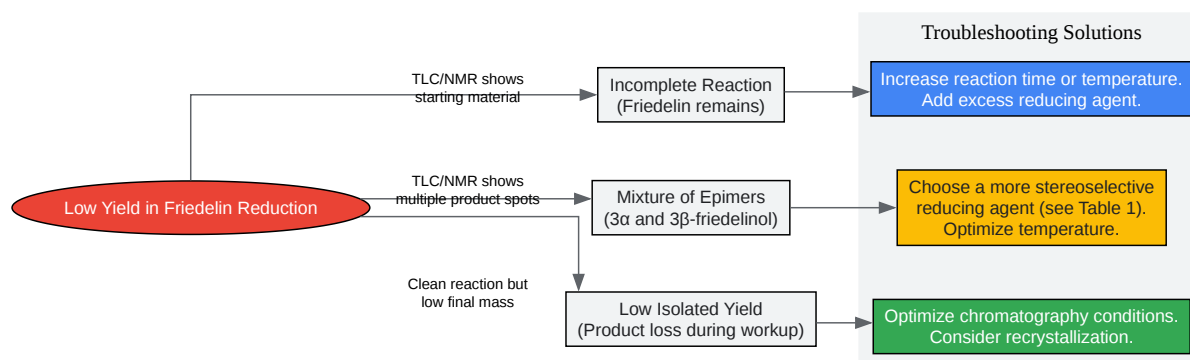 Troubleshooting Solutions
TLC/NMR shows
starting material
Incomplete Reaction
(Friedelin remains)
Increase reaction time or temperature.
Add excess reducing agent.
Low Yield in Friedelin Reduction
TLC/NMR shows
multiple product spots
Mixture of Epimers
(3α and 3β-friedelinol)
Choose a more stereoselective
reducing agent (see Table 1).
Optimize temperature.
Clean reaction but
low final mass
Low Isolated Yield
(Product loss during workup)
Optimize chromatography conditions.
Consider recrystallization.